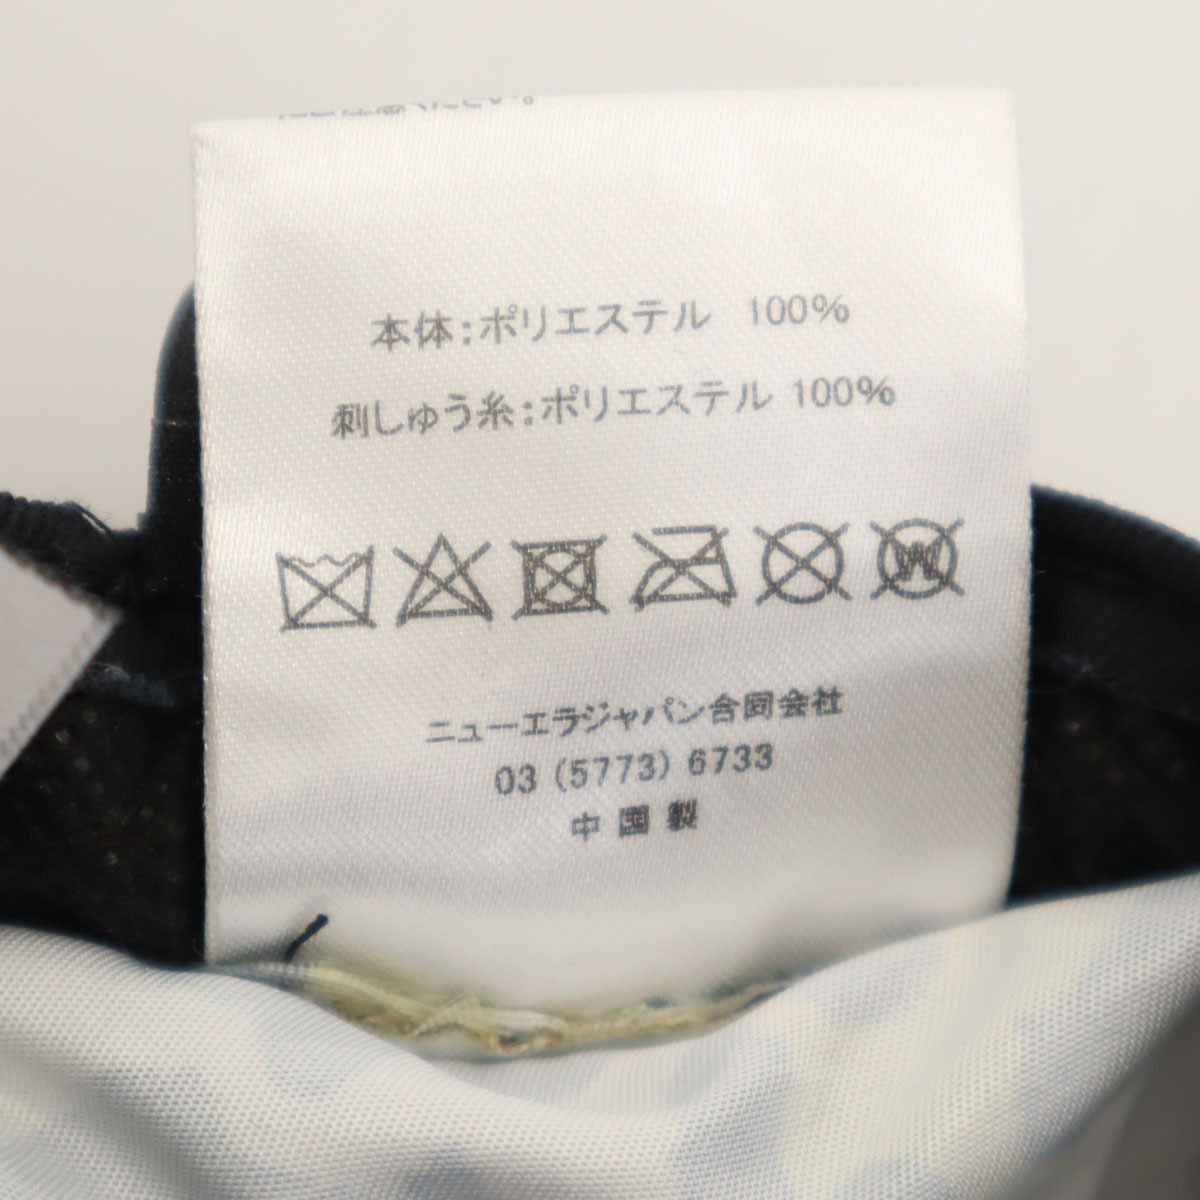 本体:ポリエステル 100%
刺しゅう糸:ポリエステル 100%
W
ニューエラジャパン合同会社
03 (5773) 6733
中国製